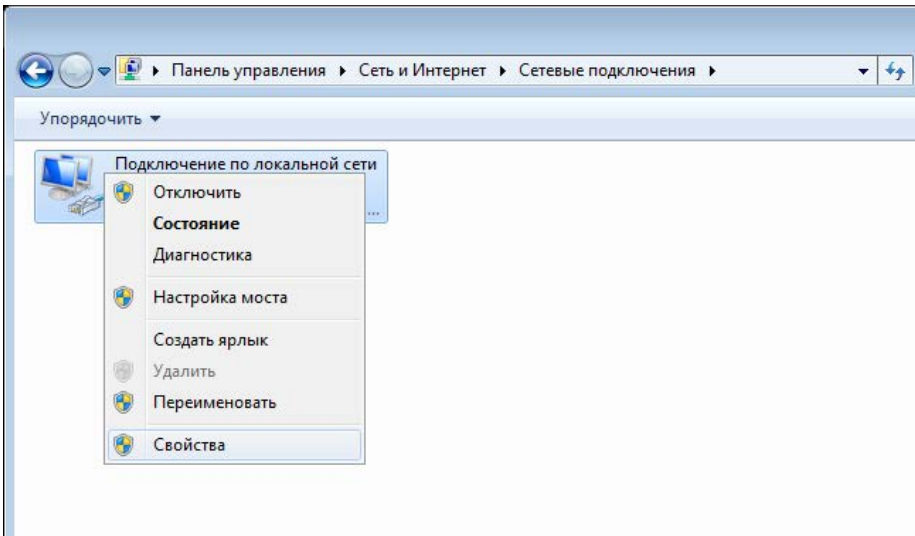 Панель управления Сеть и Интернет Сетевые подключения
Упорядочить
Подключение по локальной сети
Отключить
...
Состояние
Диагностика
Настройка моста
Создать ярлык
Удалить
Переименовать
Свойства